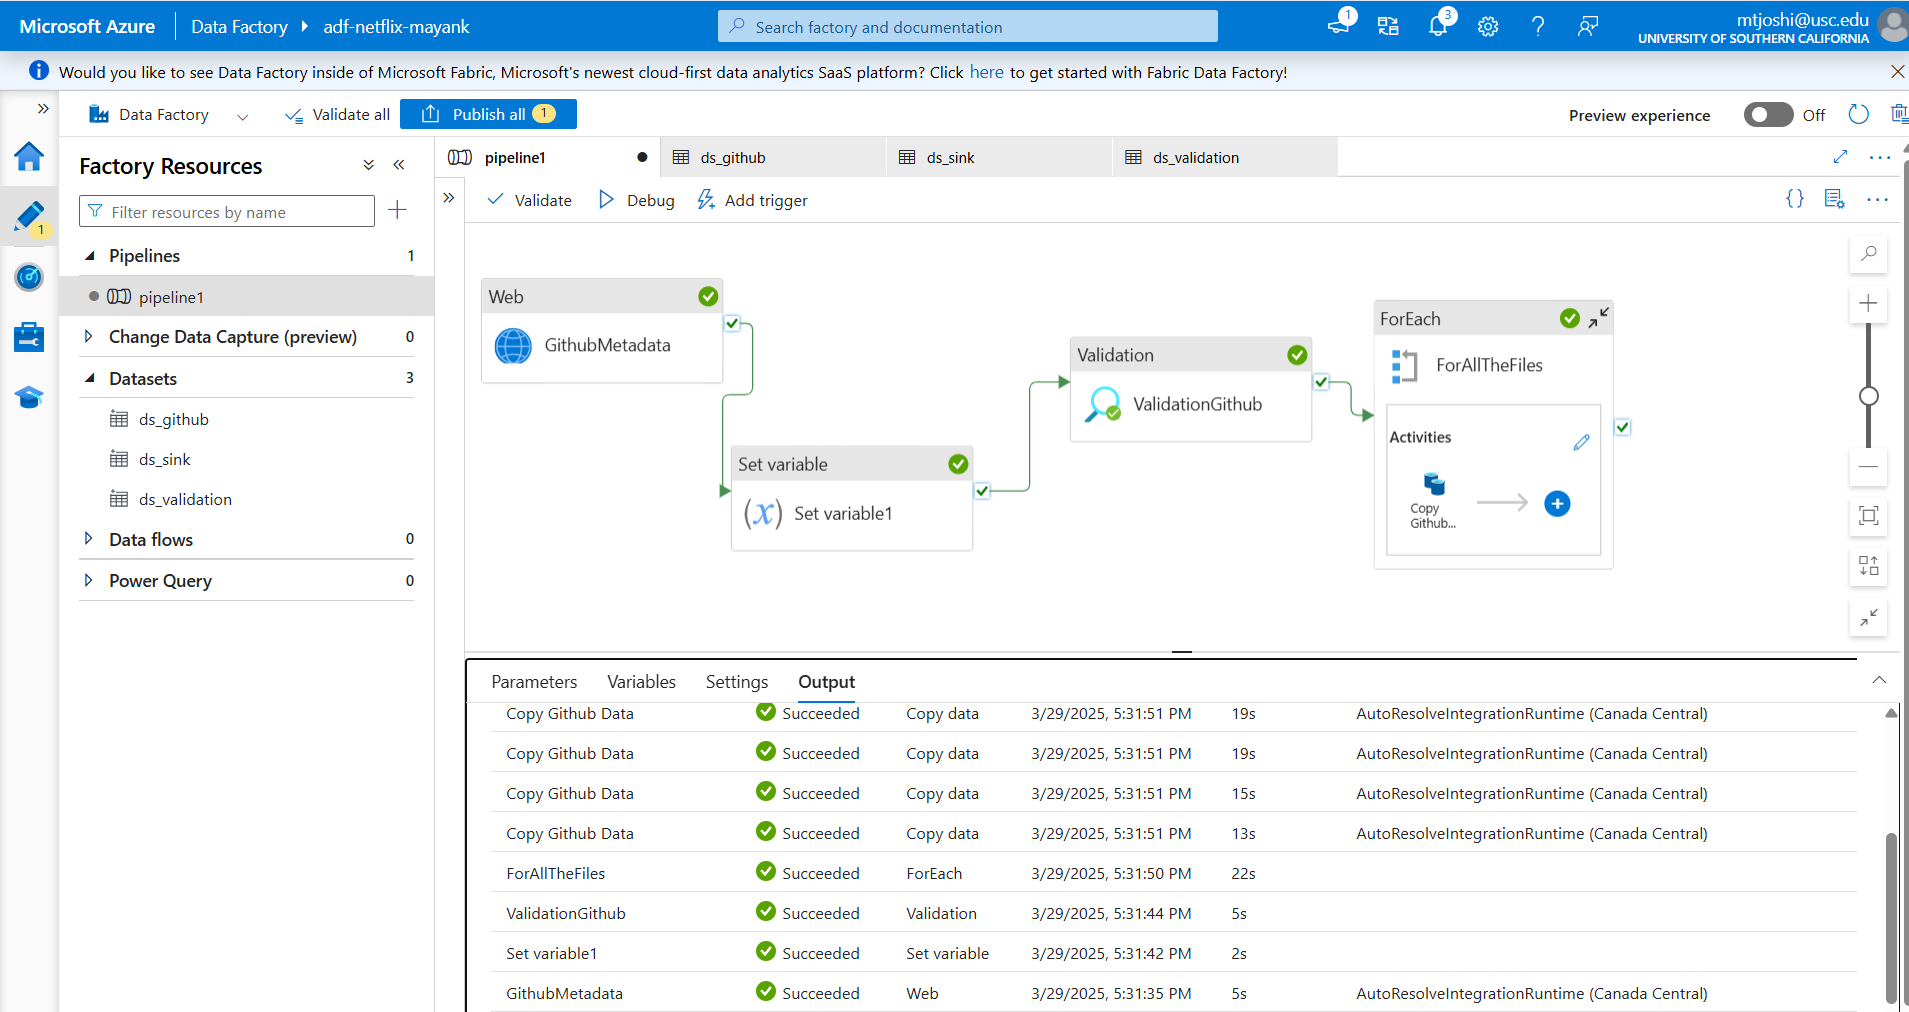 Microsoft Azure
Data Factory
adf-netflix-mayank
Search factory and documentation
1
3
mtjoshi@usc.edu
UNIVERSITY OF SOUTHERN CALIFORNIA
Would you like to see Data Factory inside of Microsoft Fabric, Microsoft's newest cloud-first data analytics SaaS platform? Click here to get started with Fabric Data Factory!
Data Factory
Validate all
Publish all 1
Preview experience
Off
Factory Resources
Filter resources by name
1
Pipelines 1
pipeline1
Change Data Capture (preview) 0
Datasets 3
ds_github
ds_sink
ds_validation
Data flows 0
Power Query 0
pipeline1
ds_github
ds_sink
ds_validation
Validate
Debug
Add trigger
{}
Web
GithubMetadata
Set variable
(x) Set variable1
Validation
ValidationGithub
ForEach
ForAllTheFiles
Activities
Copy
Github...
Parameters Variables Settings Output
Copy Github Data Succeeded Copy data 3/29/2025, 5:31:51 PM 19s AutoResolveIntegrationRuntime (Canada Central)
Copy Github Data Succeeded Copy data 3/29/2025, 5:31:51 PM 19s AutoResolveIntegrationRuntime (Canada Central)
Copy Github Data Succeeded Copy data 3/29/2025, 5:31:51 PM 15s AutoResolveIntegrationRuntime (Canada Central)
Copy Github Data Succeeded Copy data 3/29/2025, 5:31:51 PM 13s AutoResolveIntegrationRuntime (Canada Central)
ForAllTheFiles Succeeded ForEach 3/29/2025, 5:31:50 PM 22s
ValidationGithub Succeeded Validation 3/29/2025, 5:31:44 PM 5s
Set variable1 Succeeded Set variable 3/29/2025, 5:31:42 PM 2s
GithubMetadata Succeeded Web 3/29/2025, 5:31:35 PM 5s AutoResolveIntegrationRuntime (Canada Central)